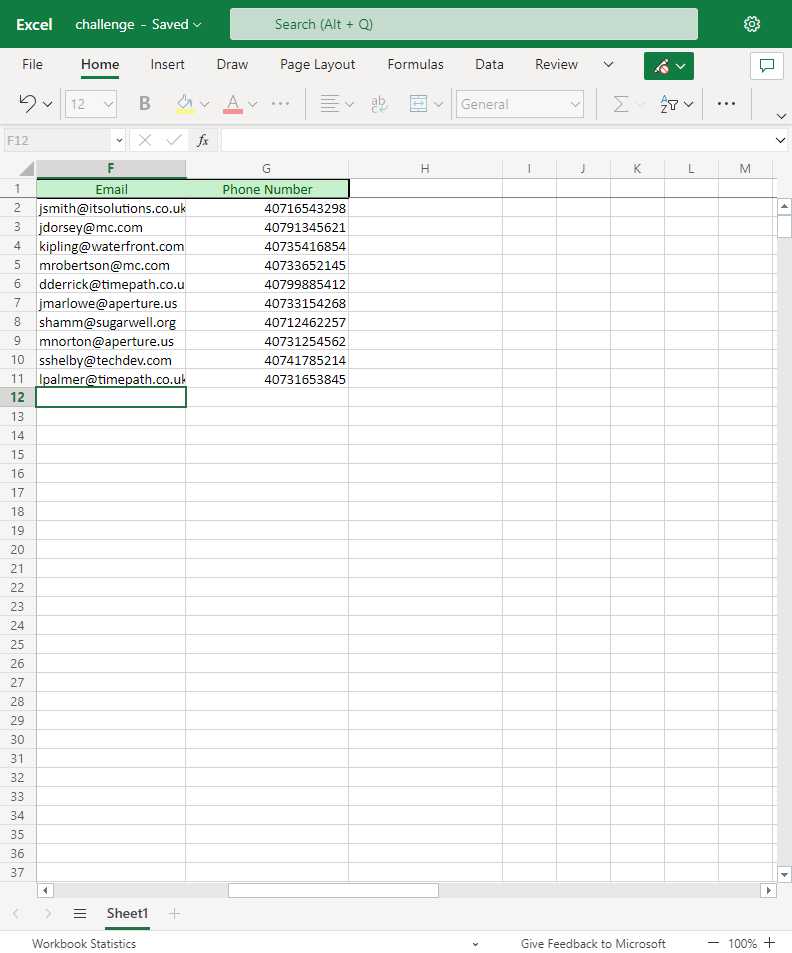 Excel challenge - Saved Search (Alt + Q)
File Home Insert Draw Page Layout Formulas Data Review
12 B A ab c General Σ A Z
F12 fx
F G H I J K L M
1 Email Phone Number
2 jsmith@itsolutions.co.uk 40716543298
3 jdorsey@mc.com 40791345621
4 kipling@waterfront.com 40735416854
5 mrobertson@mc.com 40733652145
6 dderrick@timepath.co.u 40799885412
7 jmarlowe@aperture.us 40733154268
8 shamm@sugarwell.org 40712462257
9 mnorton@aperture.us 40731254562
10 sshelby@techdev.com 40741785214
11 lpalmer@timepath.co.uk 40731653845
12
13
14
15
16
17
18
19
20
21
22
23
24
25
26
27
28
29
30
31
32
33
34
35
36
37
Sheet1
Workbook Statistics Give Feedback to Microsoft 100%